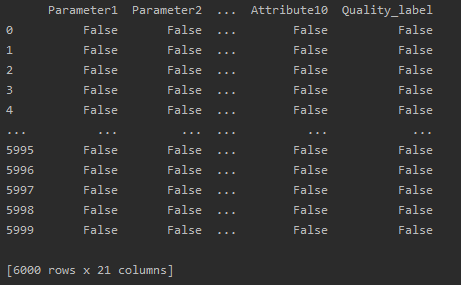 Parameter1 Parameter2 ... Attribute10 Quality_label
0 False False ... False False
1 False False ... False False
2 False False ... False False
3 False False ... False False
4 False False ... False False
... ... ... ... ... ...
5995 False False ... False False
5996 False False ... False False
5997 False False ... False False
5998 False False ... False False
5999 False False ... False False
[6000 rows x 21 columns]